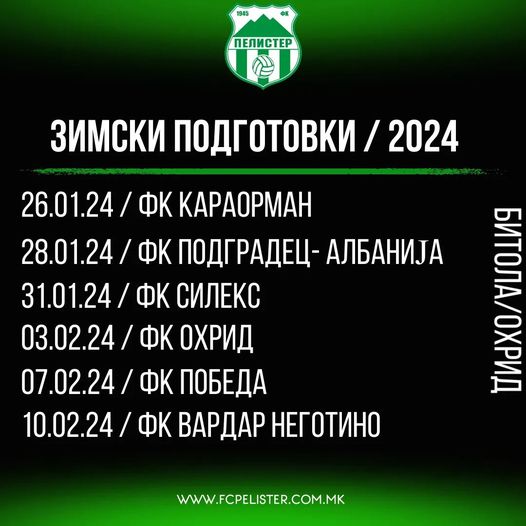 1945 ФК
ПЕЛИСТЕР
ЗИМСКИ ПОДГОТОВКИ / 2024
26.01.24 / ФК КАРАОРМАН
28.01.24 / ФК ПОДГРАДЕЦ- АЛБАНИЈА
31.01.24 / ФК СИЛЕКС
03.02.24 / ФК ОХРИД
07.02.24 / ФК ПОБЕДА
10.02.24 / ФК ВАРДАР НЕГОТИНО
БИТОЛА/ОХРИД
WWW.FCPELISTER.COM.MK